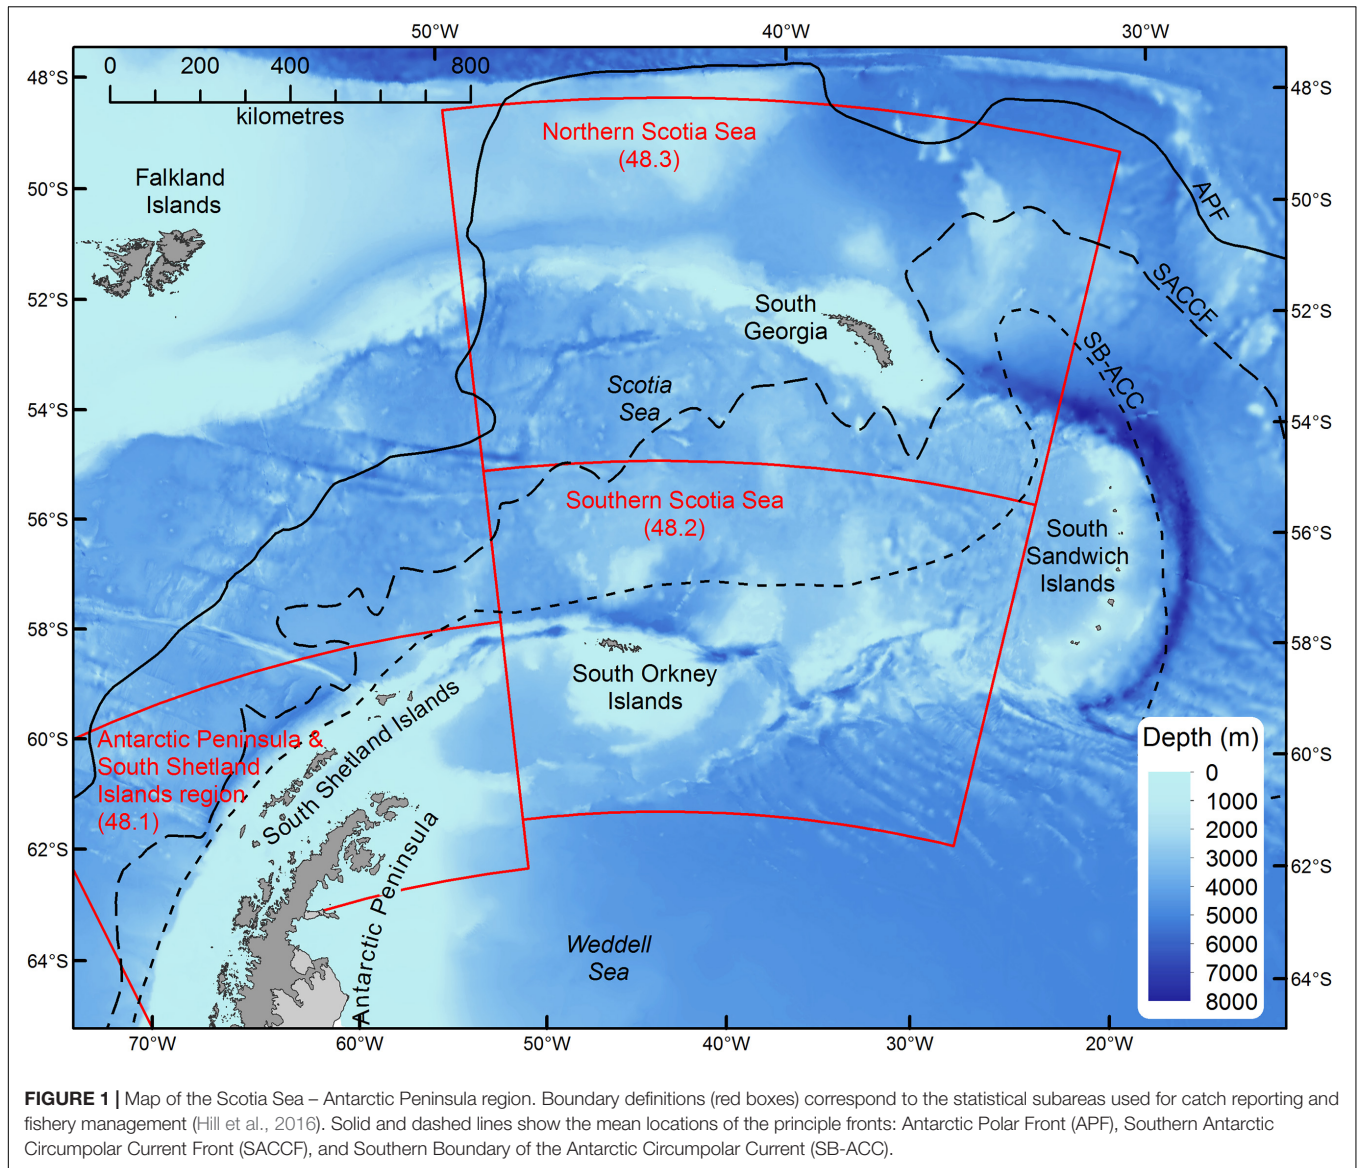 50°W 40°W 30°W
0 200 400 800
kilometres
48°S 48°S
Northern Scotia Sea
(48.3)
Falkland
Islands
50°S 50°S
APF
52°S 52°S
SACCF
South
Georgia
SB-ACC
Scotia
Sea
54°S 54°S
Southern Scotia Sea
(48.2)
56°S 56°S
South
Sandwich
Islands
58°S 58°S
South Orkney
Islands
South Shetland Islands
60°S 60°S
Antarctic Peninsula &
South Shetland
Islands region
(48.1)
Antarctic Peninsula
62°S 62°S
Weddell
Sea
64°S 64°S
Depth (m)
0
1000
2000
3000
4000
5000
6000
7000
8000
70°W 60°W 50°W 40°W 30°W 20°W
FIGURE 1 | Map of the Scotia Sea – Antarctic Peninsula region. Boundary definitions (red boxes) correspond to the statistical subareas used for catch reporting and
fishery management (Hill et al., 2016). Solid and dashed lines show the mean locations of the principle fronts: Antarctic Polar Front (APF), Southern Antarctic
Circumpolar Current Front (SACCF), and Southern Boundary of the Antarctic Circumpolar Current (SB-ACC).